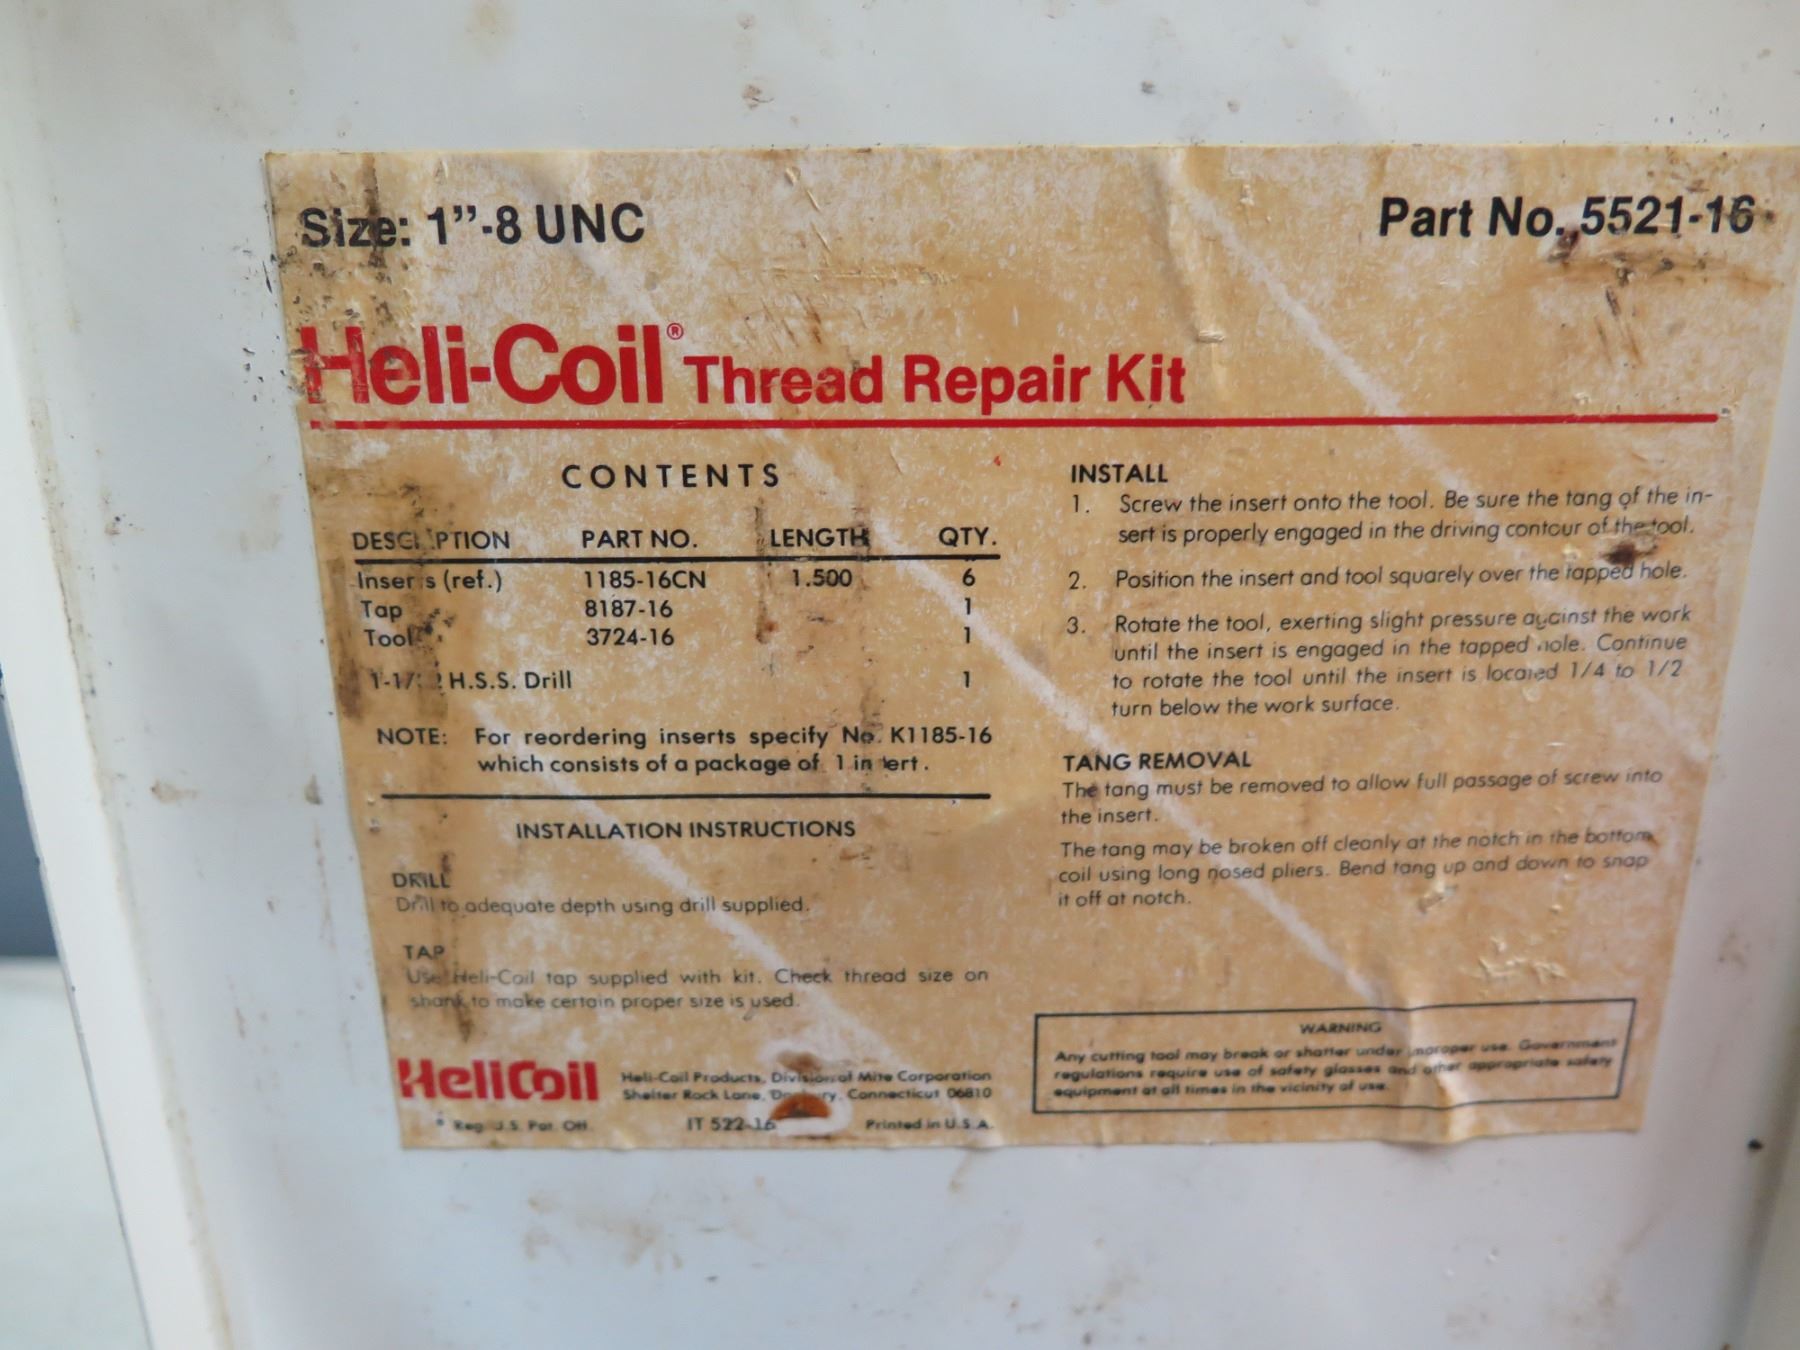 Size: 1”-8 UNC
Part No. 5521-16
Heli-Coil® Thread Repair Kit
CONTENTS
DESCRIPTION PART NO. LENGTH QTY.
Inserts (ref.) 1185-16CN 1.500 6
Tap 8187-16 1
Tool 3724-16 1
H.S.S. Drill 1
NOTE: For reordering inserts specify No. K1185-16
which consists of a package of 1 insert.
INSTALLATION INSTRUCTIONS
DRILL
Drill to adequate depth using drill supplied.
TAP
Use Heli-Coil tap supplied with kit. Check thread size on
shank to make certain proper size is used.
INSTALL
1. Screw the insert onto the tool. Be sure the tang of the in-
sert is properly engaged in the driving contour of the tool.
2. Position the insert and tool squarely over the tapped hole.
3. Rotate the tool, exerting slight pressure against the work
until the insert is engaged in the tapped hole. Continue
to rotate the tool until the insert is located 1/4 to 1/2
turn below the work surface.
TANG REMOVAL
The tang must be removed to allow full passage of screw into
the insert.
The tang may be broken off cleanly at the notch in the bottom
coil using long nosed pliers. Bend tang up and down to snap
it off at notch.
WARNING
Any cutting tool may break or shatter under improper use. Government
regulations require use of safety glasses and other appropriate safety
equipment at all times in the vicinity of use.
HeliCoil
Heli-Coil Products, Division of Mite Corporation
Shelter Rock Lane, Danbury, Connecticut 06810
Reg. U.S. Pat. Off.
IT 522-16
Printed in U.S.A.